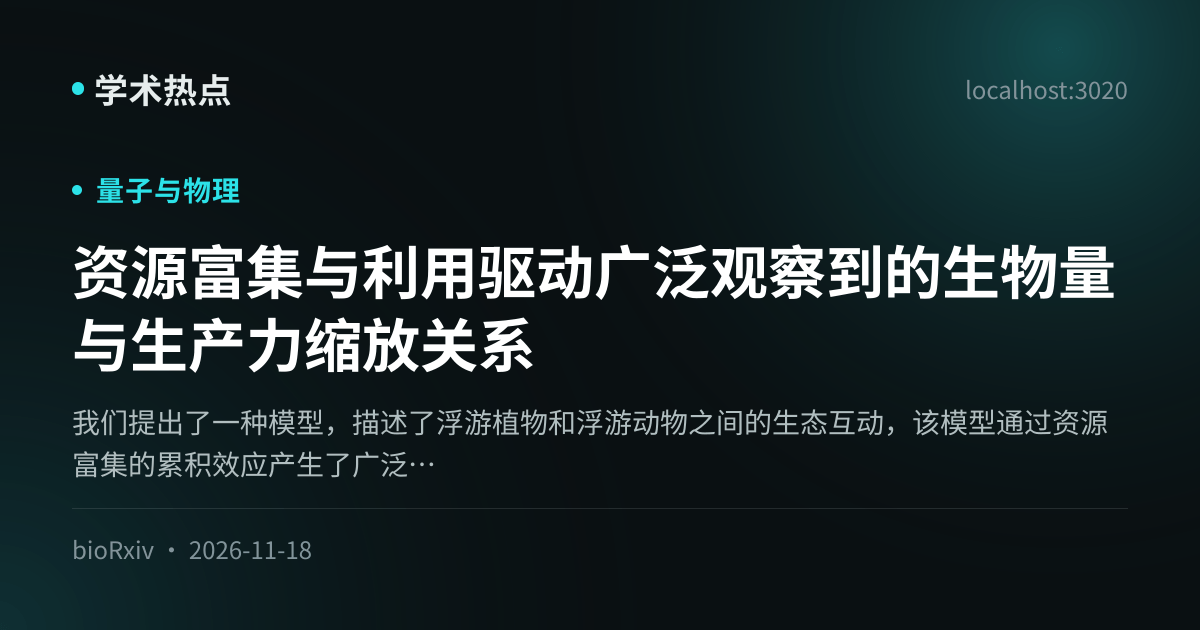 学术热点
localhost:3020
量子与物理
资源富集与利用驱动广泛观察到的生物量
与生产力缩放关系
我们提出了一种模型，描述了浮游植物和浮游动物之间的生态互动，该模型通过资源
富集的累积效应产生了广泛…
bioRxiv · 2026-11-18